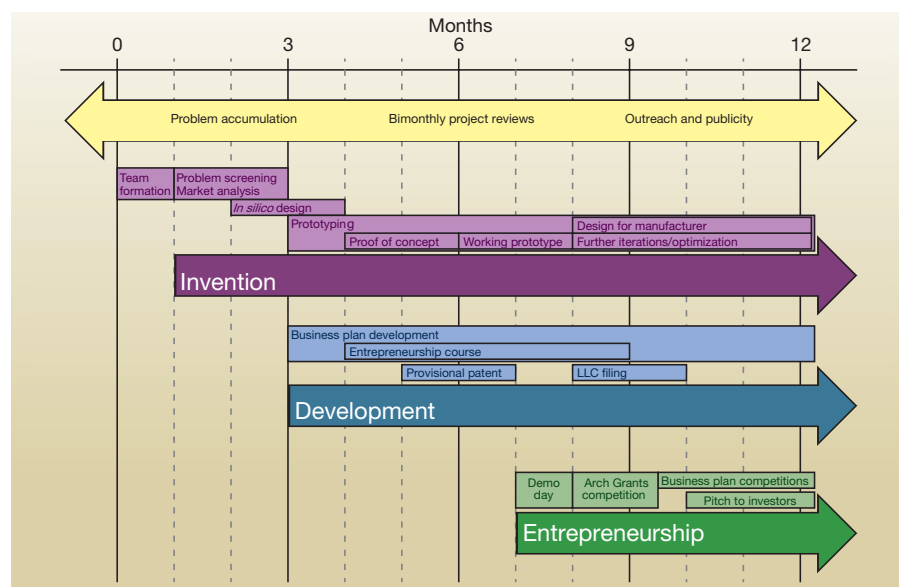 Months
0 3 6 9 12
Problem accumulation Bimonthly project reviews Outreach and publicity
Team
formation
Problem screening
Market analysis
In silico design
Prototyping
Design for manufacturer
Proof of concept
Working prototype
Further iterations/optimization
Invention
Business plan development
Entrepreneurship course
Provisional patent
LLC filing
Development
Demo
day
Arch Grants
competition
Business plan competitions
Pitch to investors
Entrepreneurship